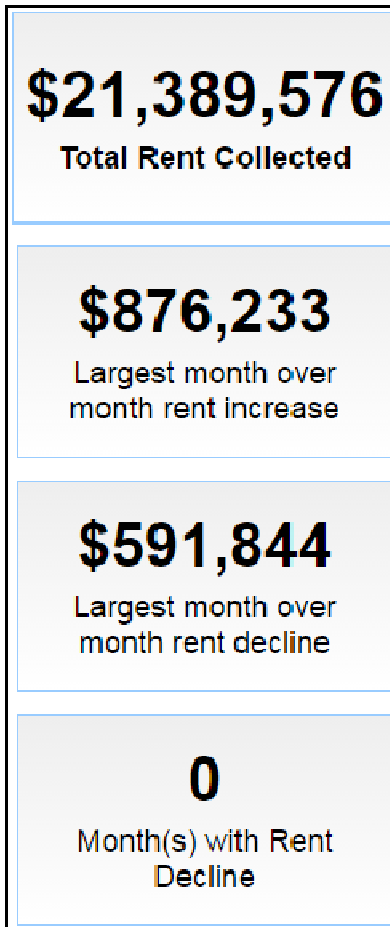 $21,389,576
Total Rent Collected
$876,233
Largest month over
month rent increase
$591,844
Largest month over
month rent decline
0
Month(s) with Rent
Decline